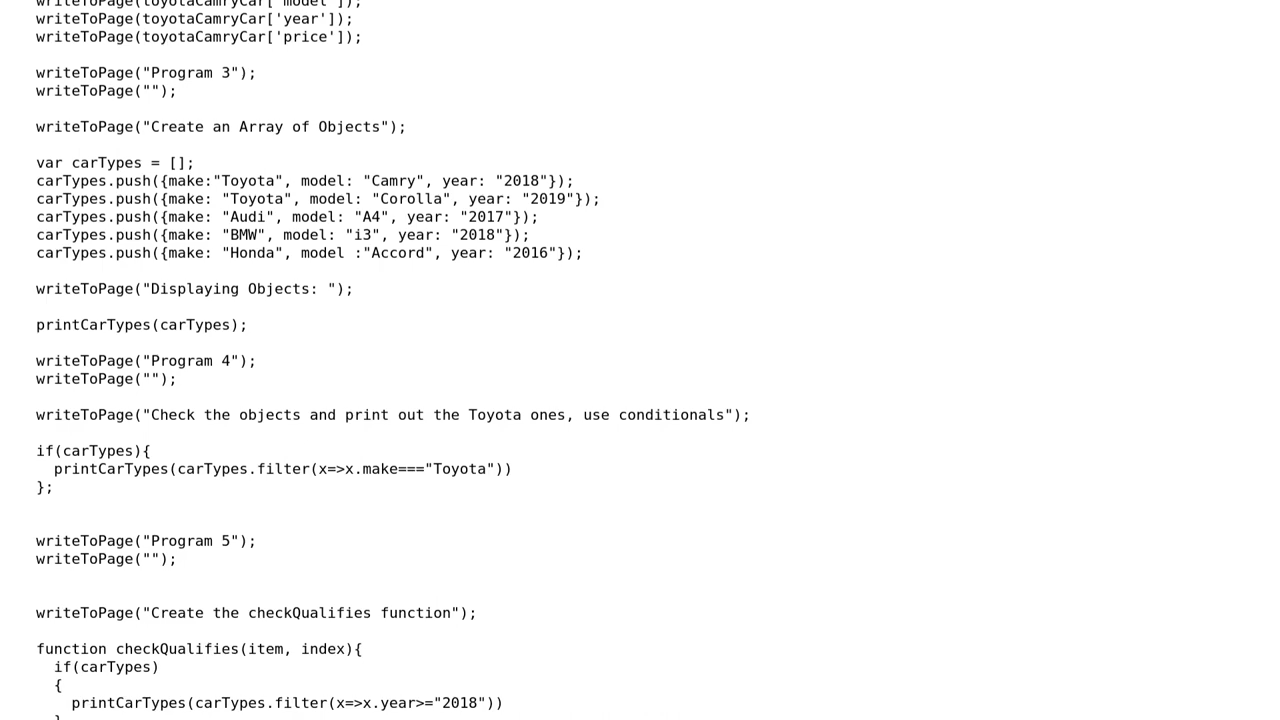 writeToPage(toyotaCamryCar['model']);
writeToPage(toyotaCamryCar['year']);
writeToPage(toyotaCamryCar['price']);
writeToPage("Program 3");
writeToPage("");
writeToPage("Create an Array of Objects");
var carTypes = [];
carTypes.push({make:"Toyota", model: "Camry", year: "2018"});
carTypes.push({make: "Toyota", model: "Corolla", year: "2019"});
carTypes.push({make: "Audi", model: "A4", year: "2017"});
carTypes.push({make: "BMW", model: "i3", year: "2018"});
carTypes.push({make: "Honda", model :"Accord", year: "2016"});
writeToPage("Displaying Objects: ");
printCarTypes(carTypes);
writeToPage("Program 4");
writeToPage("");
writeToPage("Check the objects and print out the Toyota ones, use conditionals");
if(carTypes){
  printCarTypes(carTypes.filter(x=>x.make==="Toyota"))
};
writeToPage("Program 5");
writeToPage("");
writeToPage("Create the checkQualifies function");
function checkQualifies(item, index){
  if(carTypes)
  {
    printCarTypes(carTypes.filter(x=>x.year>="2018"))
  }